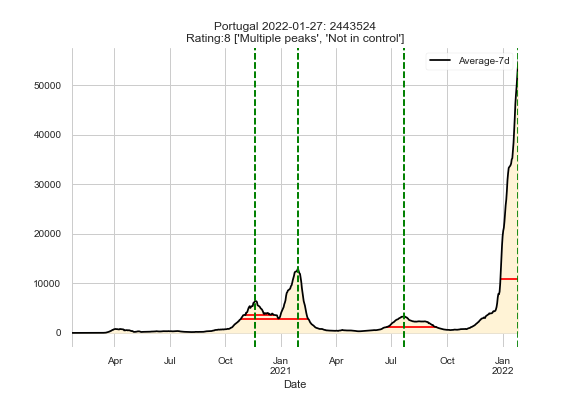 Portugal 2022-01-27: 2443524
Rating:8 ['Multiple peaks', 'Not in control']
Average-7d
50000
40000
30000
20000
10000
0
Apr Jul Oct Jan Apr Jul Oct Jan
2021 2022
Date